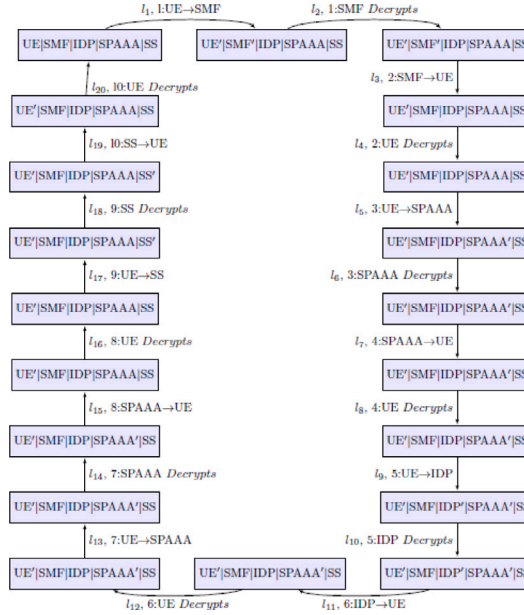 l₁, 1:UE→SMF
l₂, 1:SMF Decrypts
UE|SMF|IDP|SPAAA|SS
UE|SMF′|IDP|SPAAA|SS
UE′|SMF′|IDP|SPAAA|SS
l₃, 2:SMF→UE
UE′|SMF|IDP|SPAAA|SS
l₄, 2:UE Decrypts
UE′|SMF|IDP|SPAAA|SS
l₅, 3:UE→SPAAA
UE′|SMF|IDP|SPAAA′|SS
l₆, 3:SPAAA Decrypts
UE′|SMF|IDP|SPAAA′|SS
l₇, 4:SPAAA→UE
UE′|SMF|IDP|SPAAA′|SS
l₈, 4:UE Decrypts
UE′|SMF|IDP|SPAAA′|SS
l₉, 5:UE→IDP
UE′|SMF|IDP′|SPAAA′|SS
l₁₀, 5:IDP Decrypts
UE′|SMF|IDP′|SPAAA′|SS
l₁₁, 6:IDP→UE
UE′|SMF|IDP|SPAAA′|SS
l₁₂, 6:UE Decrypts
UE′|SMF|IDP|SPAAA′|SS
l₁₃, 7:UE→SPAAA
UE′|SMF|IDP|SPAAA′|SS
l₁₄, 7:SPAAA Decrypts
UE′|SMF|IDP|SPAAA′|SS
l₁₅, 8:SPAAA→UE
UE′|SMF|IDP|SPAAA|SS
l₁₆, 8:UE Decrypts
UE′|SMF|IDP|SPAAA|SS
l₁₇, 9:UE→SS
UE′|SMF|IDP|SPAAA|SS′
l₁₈, 9:SS Decrypts
UE′|SMF|IDP|SPAAA|SS′
l₁₉, 10:SS→UE
UE′|SMF|IDP|SPAAA|SS
l₂₀, 10:UE Decrypts